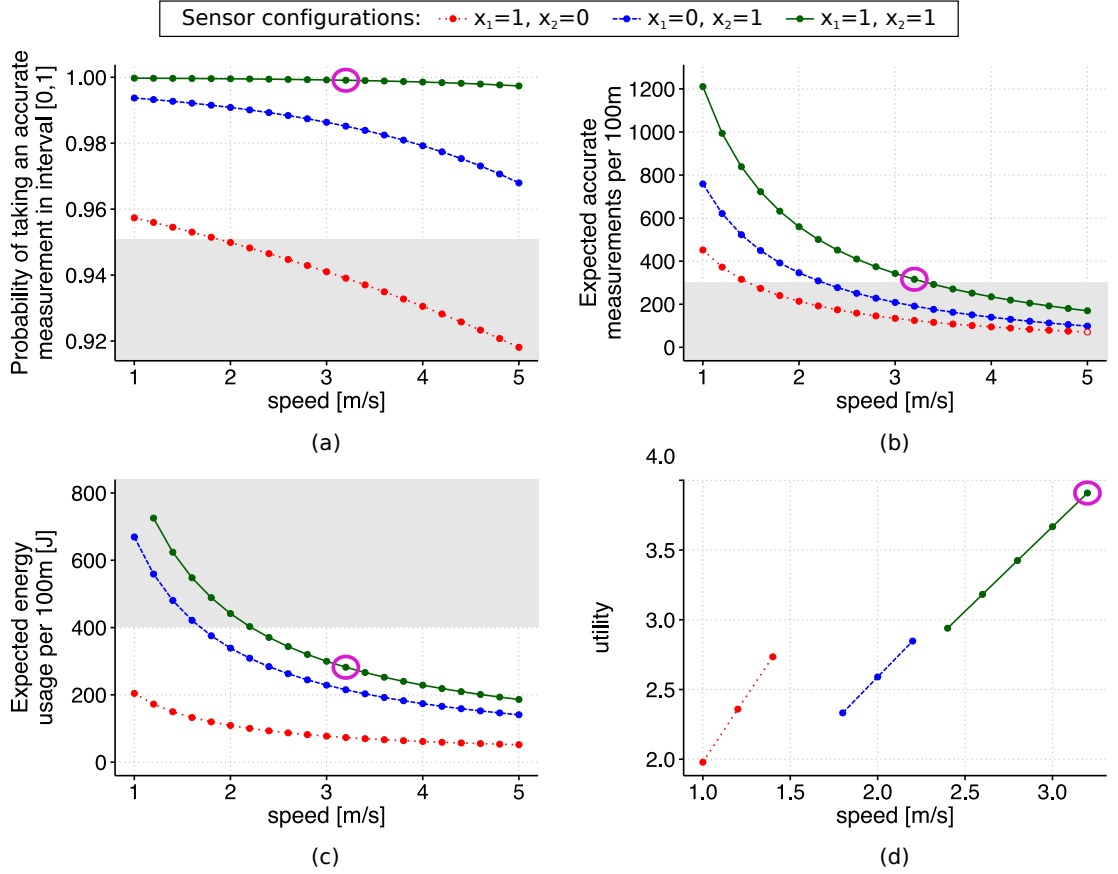 Sensor configurations: x₁=1, x₂=0 x₁=0, x₂=1 x₁=1, x₂=1
Probability of taking an accurate
measurement in interval [0,1]
1.00
0.98
0.96
0.94
0.92
1 2 3 4 5
speed [m/s]
(a)
Expected accurate
measurements per 100m
1200
1000
800
600
400
200
0
1 2 3 4 5
speed [m/s]
(b)
Expected energy
usage per 100m [J]
800
600
400
200
0
1 2 3 4 5
speed [m/s]
(c)
utility
4.0
3.5
3.0
2.5
2.0
1.0 1.5 2.0 2.5 3.0
speed [m/s]
(d)